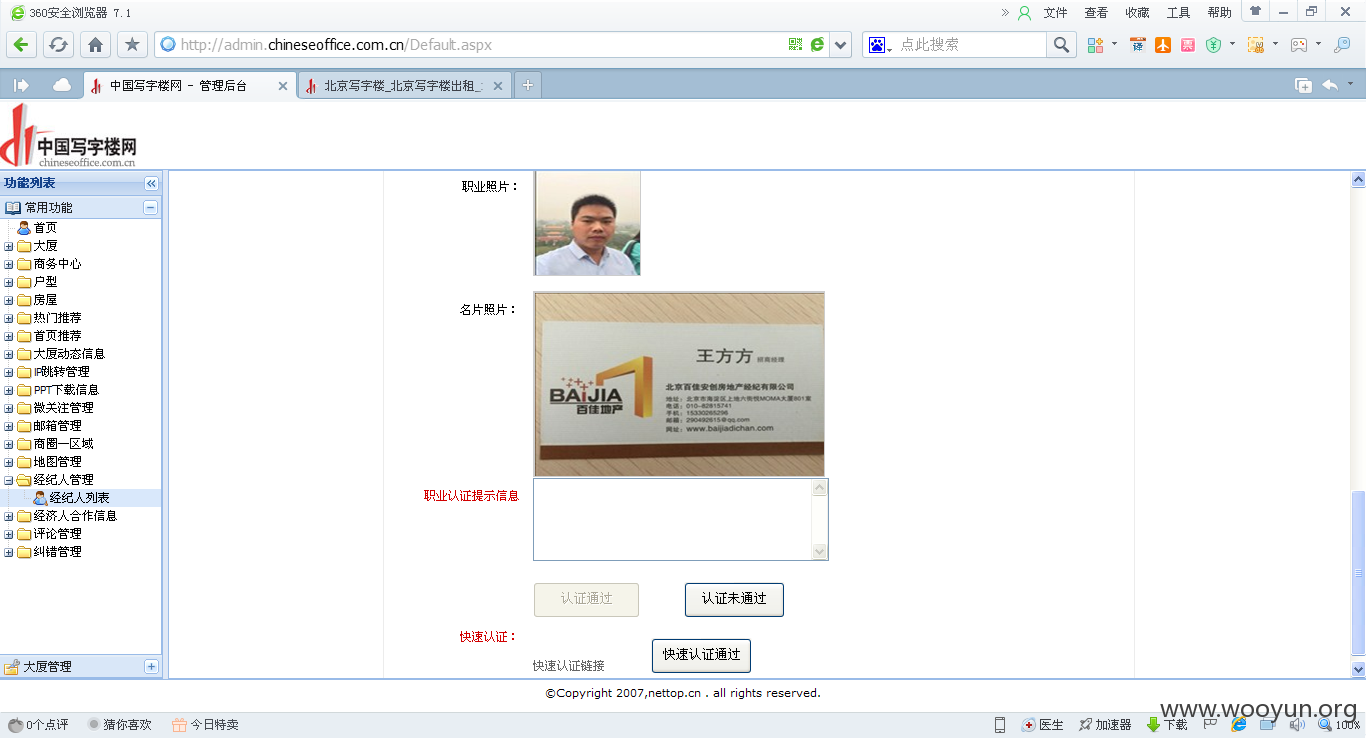 360安全浏览器 7.1
» 文件 查看 收藏 工具 帮助
http://admin.chineseoffice.com.cn/Default.aspx
点此搜索
中国写字楼网 - 管理后台
北京写字楼_北京写字楼出租_
中国写字楼网
chineseoffice.com.cn
功能列表
常用功能
首页
大厦
商务中心
户型
房屋
热门推荐
首页推荐
大厦动态信息
IP跳转管理
PPT下载信息
微关注管理
邮箱管理
商圈—区域
地图管理
经纪人管理
经纪人列表
经济人合作信息
评论管理
纠错管理
大厦管理
职业照片：
名片照片：
王方方 招商经理
BAIJIA
百佳地产
北京百佳安创房地产经纪有限公司
地址：北京市海淀区上地六街悦MOMA大厦801室
电话：010-82815741
手机：15330265296
邮箱：290492615@qq.com
网址：www.baijiadichan.com
职业认证提示信息
认证通过 认证未通过
快速认证：
快速认证链接 快速认证通过
©Copyright 2007,nettop.cn . all rights reserved.
www.wooyun.org
0个点评 猜你喜欢 今日特卖 医生 加速器 下载 100%